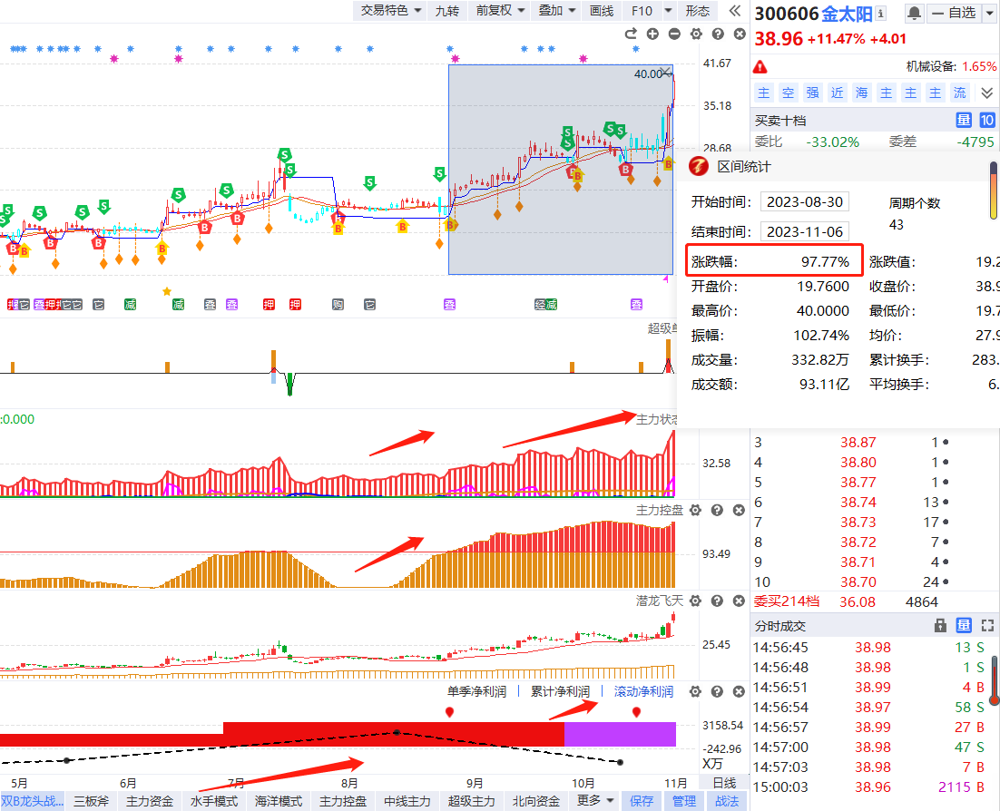 交易特色 九转 前复权 叠加 画线 F10 形态
300606 金太阳
自选
38.96 +11.47% +4.01
机械设备: 1.65%
主 空 强 近 海 主 主 主 流
买卖十档 量 10
委比 -33.02% 委差 -4795
41.67
40.00
35.18
28.68
区间统计
开始时间: 2023-08-30 周期个数
43
结束时间: 2023-11-06
涨跌幅: 97.77% 涨跌值: 19.2
开盘价: 19.7600 收盘价: 38.9
最高价: 40.0000 最低价: 19.7
振幅: 102.74% 均价: 27.9
成交量: 332.82万 累计换手: 283.
成交额: 93.11亿 平均换手: 6.
超级单
:0.000
主力状态
32.58
主力控盘
93.49
潜龙飞天
25.45
单季净利润 累计净利润 滚动净利润
3158.54
-242.96
X万
5月 6月 7月 8月 9月 10月 11月 日线
双B龙头战... 三板斧 主力资金 水手模式 海洋模式 主力控盘 中线主力 超级主力 北向资金 更多 保存 管理 战法
3 38.87 1
4 38.80 1
5 38.77 1
6 38.74 13
7 38.73 17
8 38.72 7
9 38.71 4
10 38.70 24
委买214档 36.08 4864
分时成交 量
14:56:45 38.98 13 S
14:56:48 38.98 1 S
14:56:51 38.99 4 B
14:56:54 38.97 58 S
14:56:57 38.99 27 B
14:57:00 38.98 47 S
14:57:03 38.98 7 B
15:00:03 38.96 2115 B